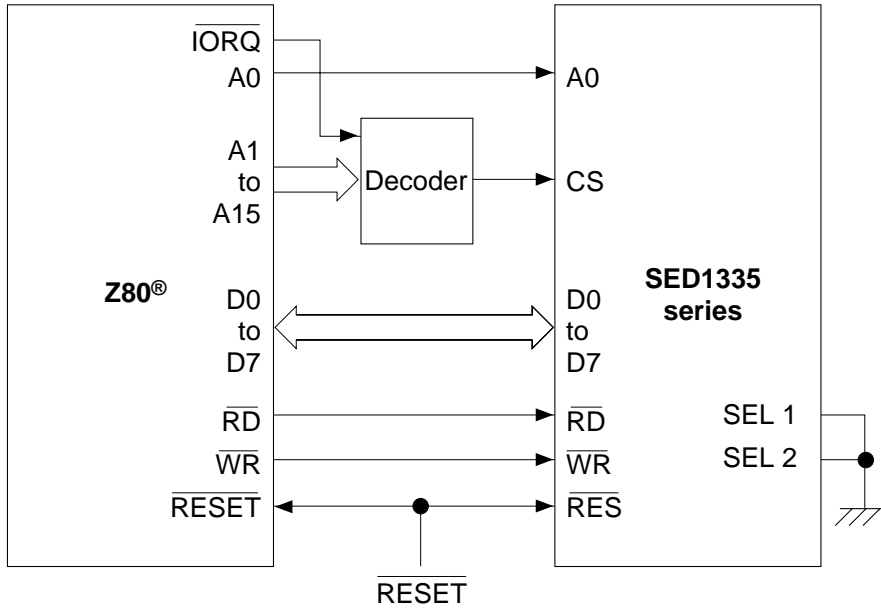 IORQ
A0
A1
to
A15
Z80®
D0
to
D7
RD
WR
RESET
Decoder
RESET
A0
CS
D0
to
D7
RD
WR
RES
SED1335
series
SEL 1
SEL 2